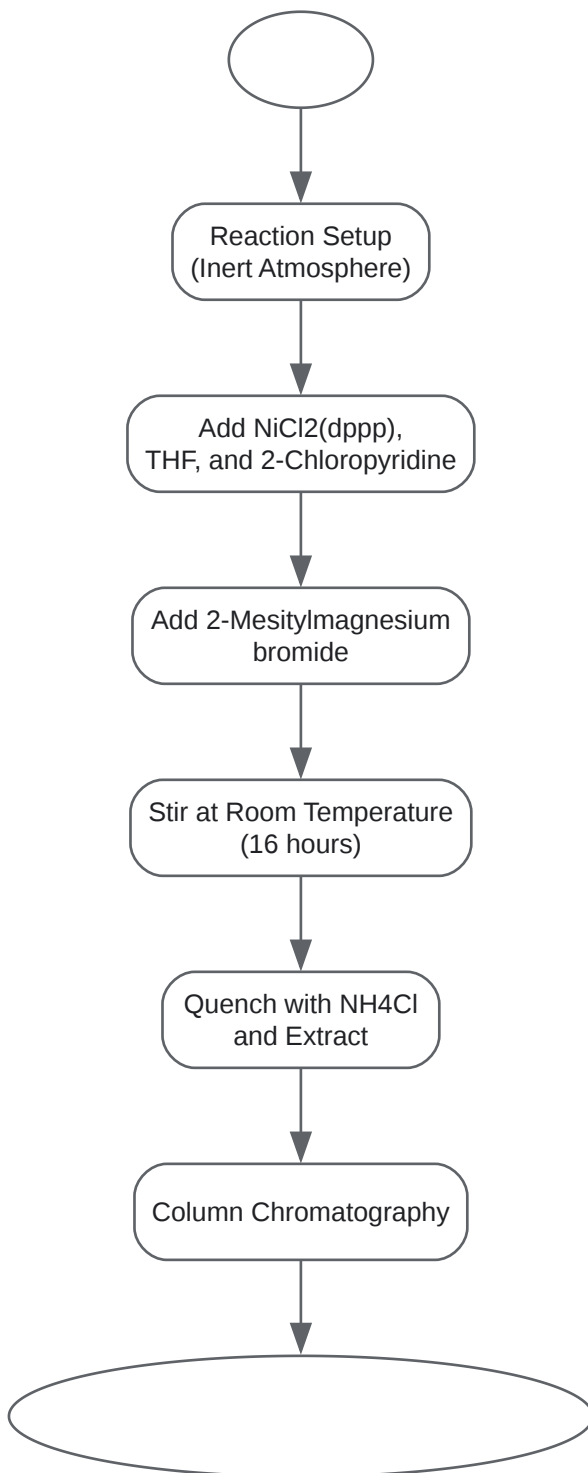 Reaction Setup
(Inert Atmosphere)
Add NiCl2(dppp),
THF, and 2-Chloropyridine
Add 2-Mesitylmagnesium
bromide
Stir at Room Temperature
(16 hours)
Quench with NH4Cl
and Extract
Column Chromatography